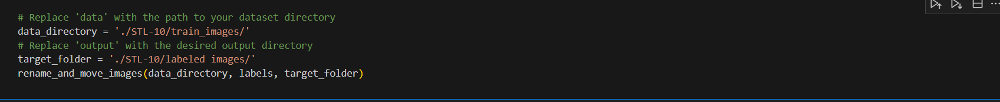 # Replace 'data' with the path to your dataset directory
data_directory = './STL-10/train_images/'
# Replace 'output' with the desired output directory
target_folder = './STL-10/labeled images/'
rename_and_move_images(data_directory, labels, target_folder)